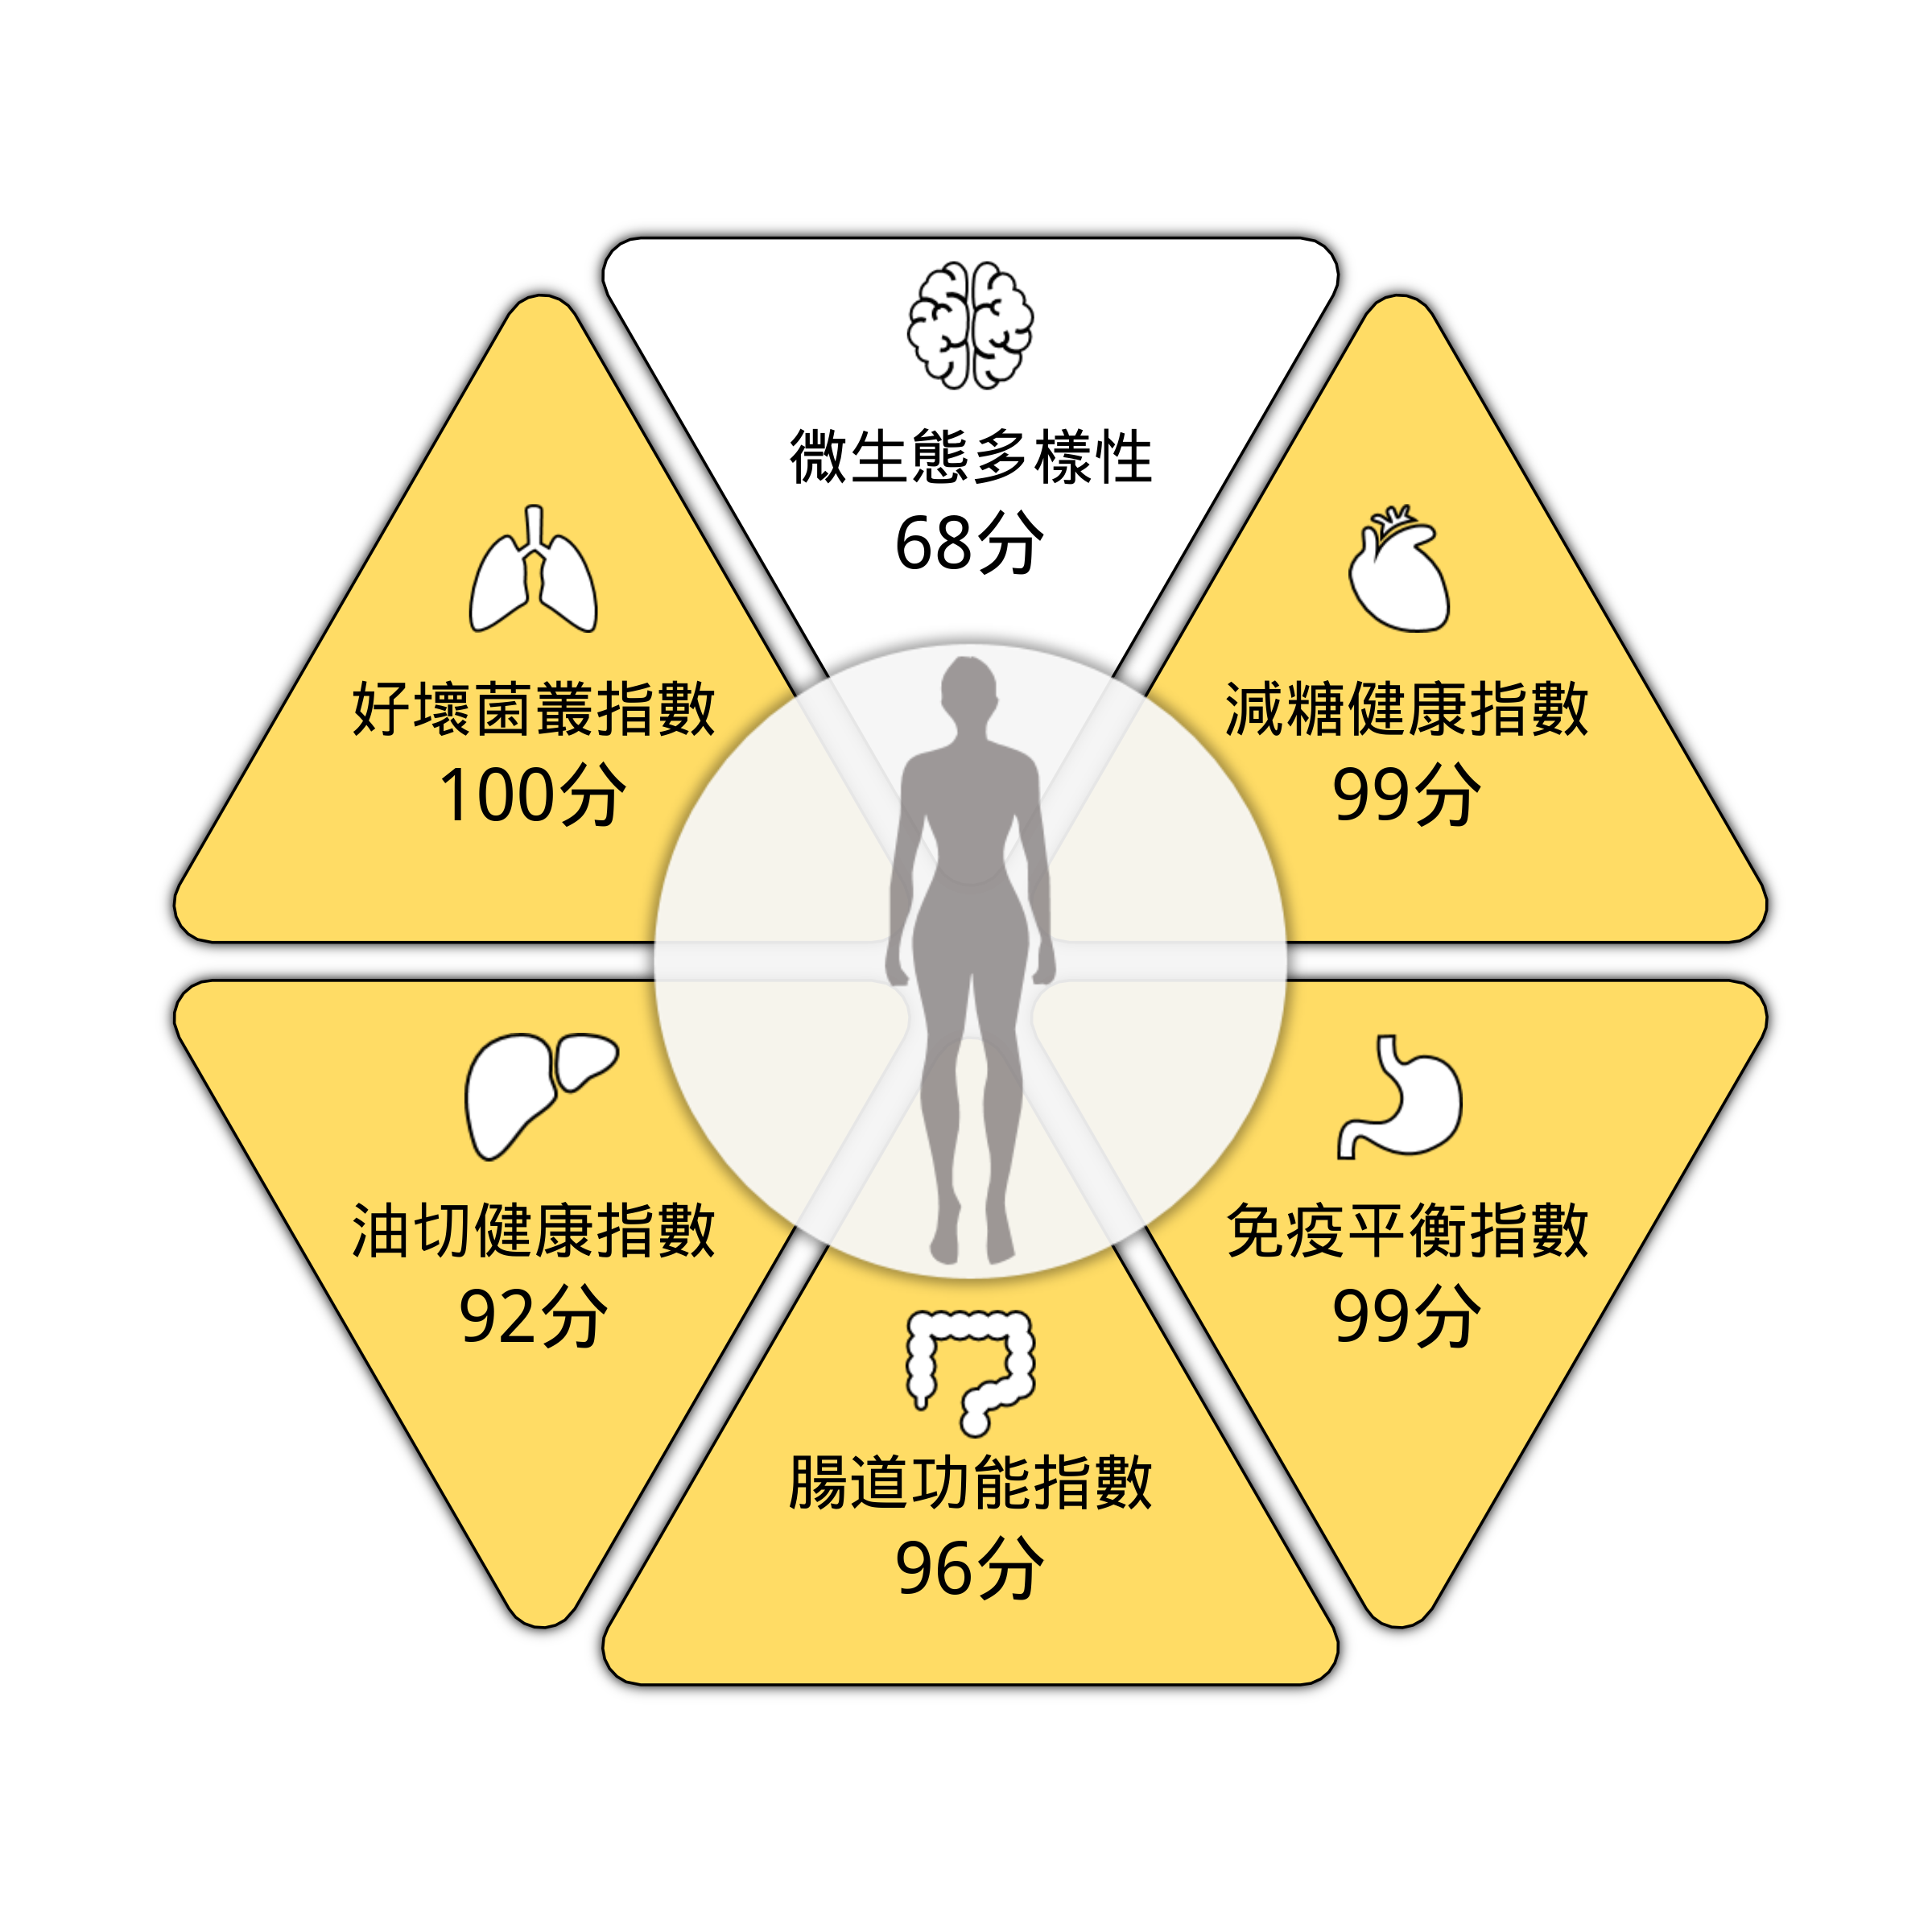 微生態多樣性
68分
好壞菌叢指數
100分
減糖健康指數
99分
油切健康指數
92分
免疫平衡指數
99分
腸道功能指數
96分